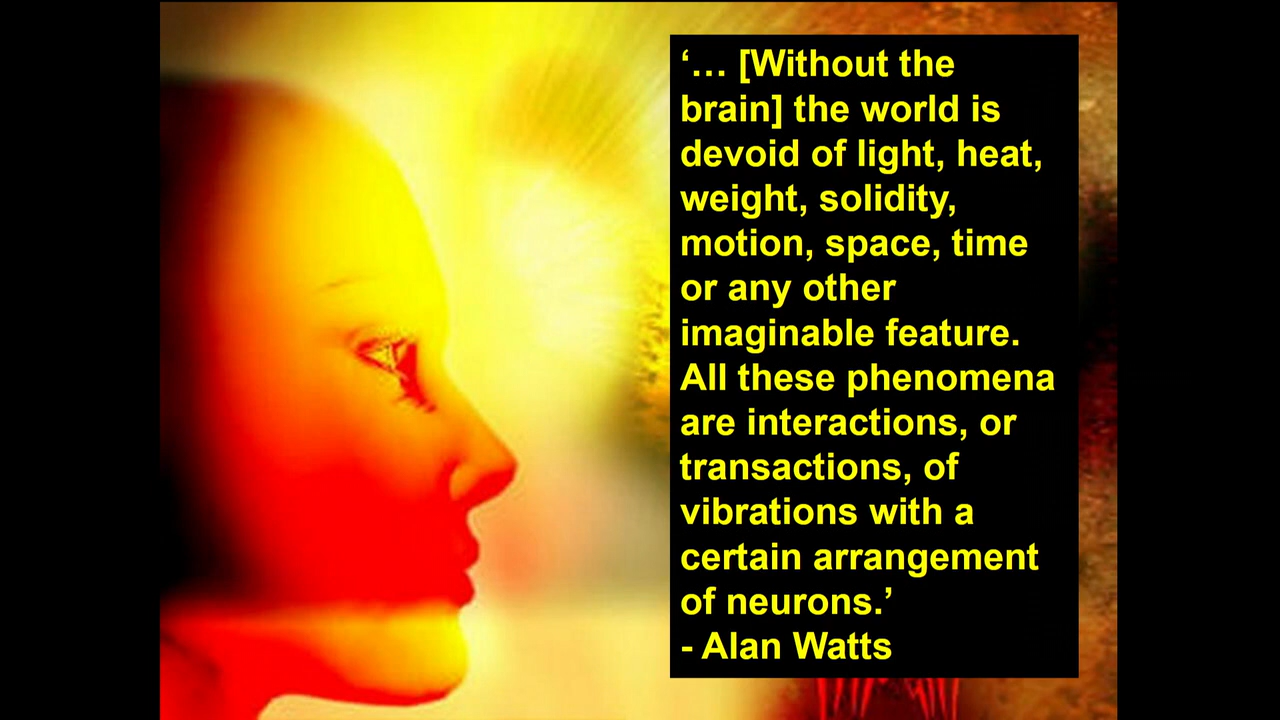 ‘… [Without the
brain] the world is
devoid of light, heat,
weight, solidity,
motion, space, time
or any other
imaginable feature.
All these phenomena
are interactions, or
transactions, of
vibrations with a
certain arrangement
of neurons.’
- Alan Watts